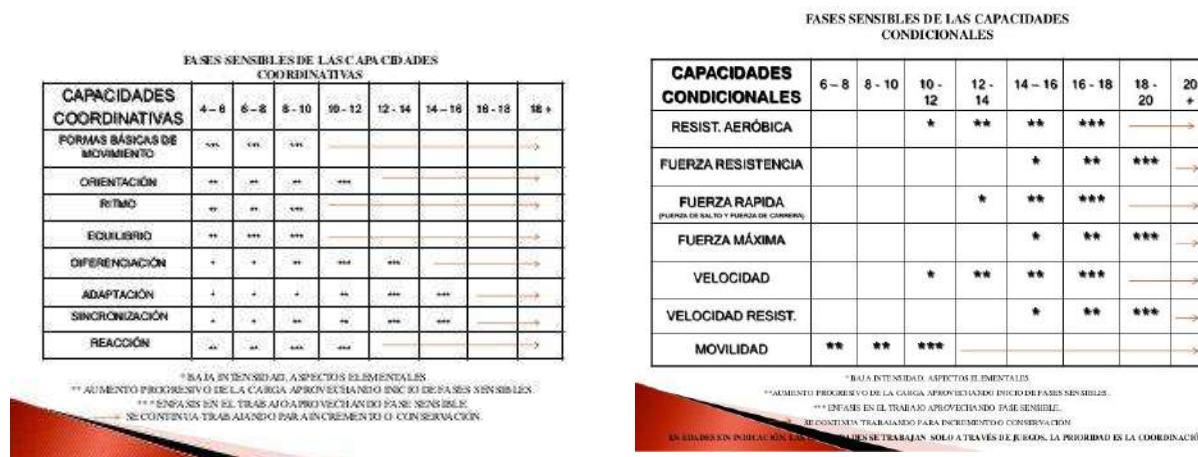 FASES SENSIBLES DE LAS CAPACIDADES
COORDINATIVAS
CAPACIDADES COORDINATIVAS 4 – 6 6 – 8 8 - 10 10 - 12 12 - 14 14 – 16 16 - 18 18 +
FORMAS BÁSICAS DE MOVIMIENTO *** *** ***
ORIENTACIÓN ** ** ** ***
RITMO ** ** ***
EQUILIBRIO ** *** ***
DIFERENCIACIÓN * * ** *** ***
ADAPTACIÓN * * * ** *** ***
SINCRONIZACIÓN * * ** ** *** ***
REACCIÓN ** ** *** ***
* BAJA INTENSIDAD, ASPECTOS ELEMENTALES
** AUMENTO PROGRESIVO DE LA CARGA APROVECHANDO INICIO DE FASES SENSIBLES
*** ENFASIS EN EL TRABAJO APROVECHANDO FASE SENSIBLE
SE CONTINUA TRABAJANDO PARA INCREMENTO O CONSERVACIÓN
FASES SENSIBLES DE LAS CAPACIDADES
CONDICIONALES
CAPACIDADES CONDICIONALES 6 – 8 8 - 10 10 - 12 12 - 14 14 – 16 16 - 18 18 - 20 20 +
RESIST. AERÓBICA * ** ** ***
FUERZA RESISTENCIA * ** ***
FUERZA RAPIDA * ** ***
(FUERZA DE SALTO Y FUERZA DE CARRERA)
FUERZA MÁXIMA * ** ***
VELOCIDAD * ** ** ***
VELOCIDAD RESIST. * ** ***
MOVILIDAD ** ** ***
* BAJA INTENSIDAD, ASPECTOS ELEMENTALES
**AUMENTO PROGRESIVO DE LA CARGA APROVECHANDO INICIO DE FASES SENSIBLES.
*** ENFASIS EN EL TRABAJO APROVECHANDO FASE SENSIBLE.
SE CONTINUA TRABAJANDO PARA INCREMENTO O CONSERVACION
EN EDADES SIN INDICACIÓN, LAS SE TRABAJAN SOLO A TRAVÉS DE JUEGOS. LA PRIORIDAD ES LA